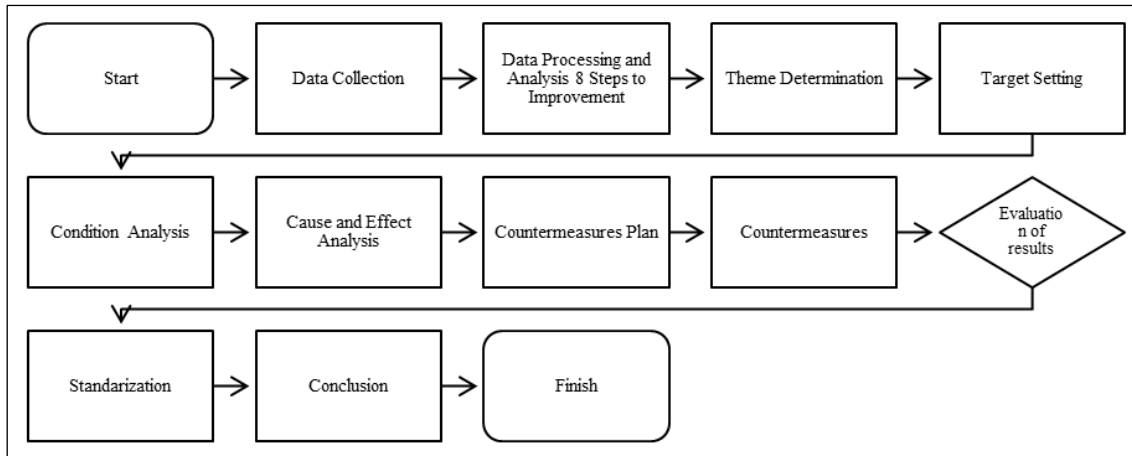 Start
Data Collection
Data Processing and
Analysis 8 Steps to
Improvement
Theme Determination
Target Setting
Condition Analysis
Cause and Effect
Analysis
Countermeasures Plan
Countermeasures
Evaluatio
n of
results
Standarization
Conclusion
Finish